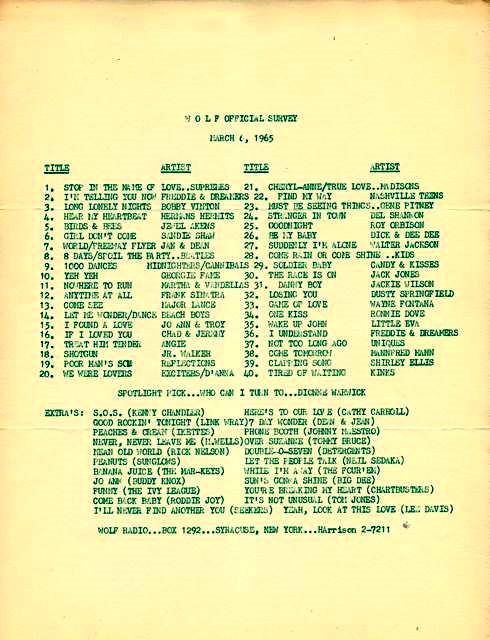 W O L F OFFICIAL SURVEY
MARCH 6, 1965
TITLE ARTIST TITLE ARTIST
1. STOP IN THE NAME OF LOVE..SUPREMES 21. CHERYL-ANNE/TRUE LOVE..MADISONS
2. I'M TELLING YOU NOW FREDDIE & DREAMERS 22. FIND MY WAY NASHVILLE TEENS
3. LONG LONELY NIGHTS BOBBY VINTON 23. MUST BE SEEING THINGS..GENE PITNEY
4. HEAR MY HEARTBEAT HERMANS HERMITS 24. STRANGER IN TOWN DEL SHANNON
5. BIRDS & BEES JEWEL AKENS 25. GOODNIGHT ROY ORBISON
6. GIRL DON'T COME SANDIE SHAW 26. BE MY BABY DICK & DEE DEE
7. WORLD/FREEWAY FLYER JAN & DEAN 27. SUDDENLY I'M ALONE WALTER JACKSON
8. 8 DAYS/SPOIL THE PARTY..BEATLES 28. COME RAIN OR COME SHINE ..KIDS
9. 1000 DANCES MIDNIGHTERS/CANNIBALS 29. SOLDIER BABY CANDY & KISSES
10. YEH YEH GEORGIE FAME 30. THE RACE IS ON JACK JONES
11. NOWHERE TO RUN MARTHA & VANDELLAS 31. DANNY BOY JACKIE WILSON
12. ANYTIME AT ALL FRANK SINATRA 32. LOSING YOU DUSTY SPRINGFIELD
13. COME SEE MAJOR LANCE 33. GAME OF LOVE WAYNE FONTANA
14. LET ME WONDER/DANCE BEACH BOYS 34. ONE KISS RONNIE DOVE
15. I FOUND A LOVE JO ANN & TROY 35. WAKE UP JOHN LITTLE EVA
16. IF I LOVED YOU CHAD & JEREMY 36. I UNDERSTAND FREDDIE & DREAMERS
17. TREAT HIM TENDER ANGIE 37. NOT TOO LONG AGO UNIQUES
18. SHOTGUN JR. WALKER 38. COME TOMORROW MANNFRED MANN
19. POOR MAN'S SON REFLECTIONS 39. CLAPPING SONG SHIRLEY ELLIS
20. WE WERE LOVERS EXCITERS/D'ANNA 40. TIRED OF WAITING KINKS
SPOTLIGHT PICK...WHO CAN I TURN TO...DIONNE WARWICK
EXTRA'S: S.O.S. (KENNY CHANDLER) HERE'S TO OUR LOVE (CATHY CARROLL)
GOOD ROCKIN' TONIGHT (LINK WRAY) 7 DAY WONDER (DEAN & JEAN)
PEACHES & CREAM (IKETTES) PHONE BOOTH (JOHNNY MAESTRO)
NEVER, NEVER LEAVE ME (M.WELLS) OVER SUZANNE (TOMMY BRUCE)
MEAN OLD WORLD (RICK NELSON) DOUBLE-O-SEVEN (DETERGENTS)
PEANUTS (SUNGLOWS) LET THE PEOPLE TALK (NEIL SEDAKA)
BANANA JUICE (THE MAR-KEYS) WHILE I'M AWAY (THE FOUR'EM)
JO ANN (BUDDY KNOX) SUN'S GONNA SHINE (BIG DEE)
FUNNY (THE IVY LEAGUE) YOU'RE BREAKING MY HEART (CHARTBUSTERS)
COME BACK BABY (RODDIE JOY) IT'S NOT UNUSUAL (TOM JONES)
I'LL NEVER FIND ANOTHER YOU (SEEKERS) YEAH, LOOK AT THIS LOVE (LEE DAVIS)
WOLF RADIO...BOX 1292...SYRACUSE, NEW YORK...HArrison 2-7211